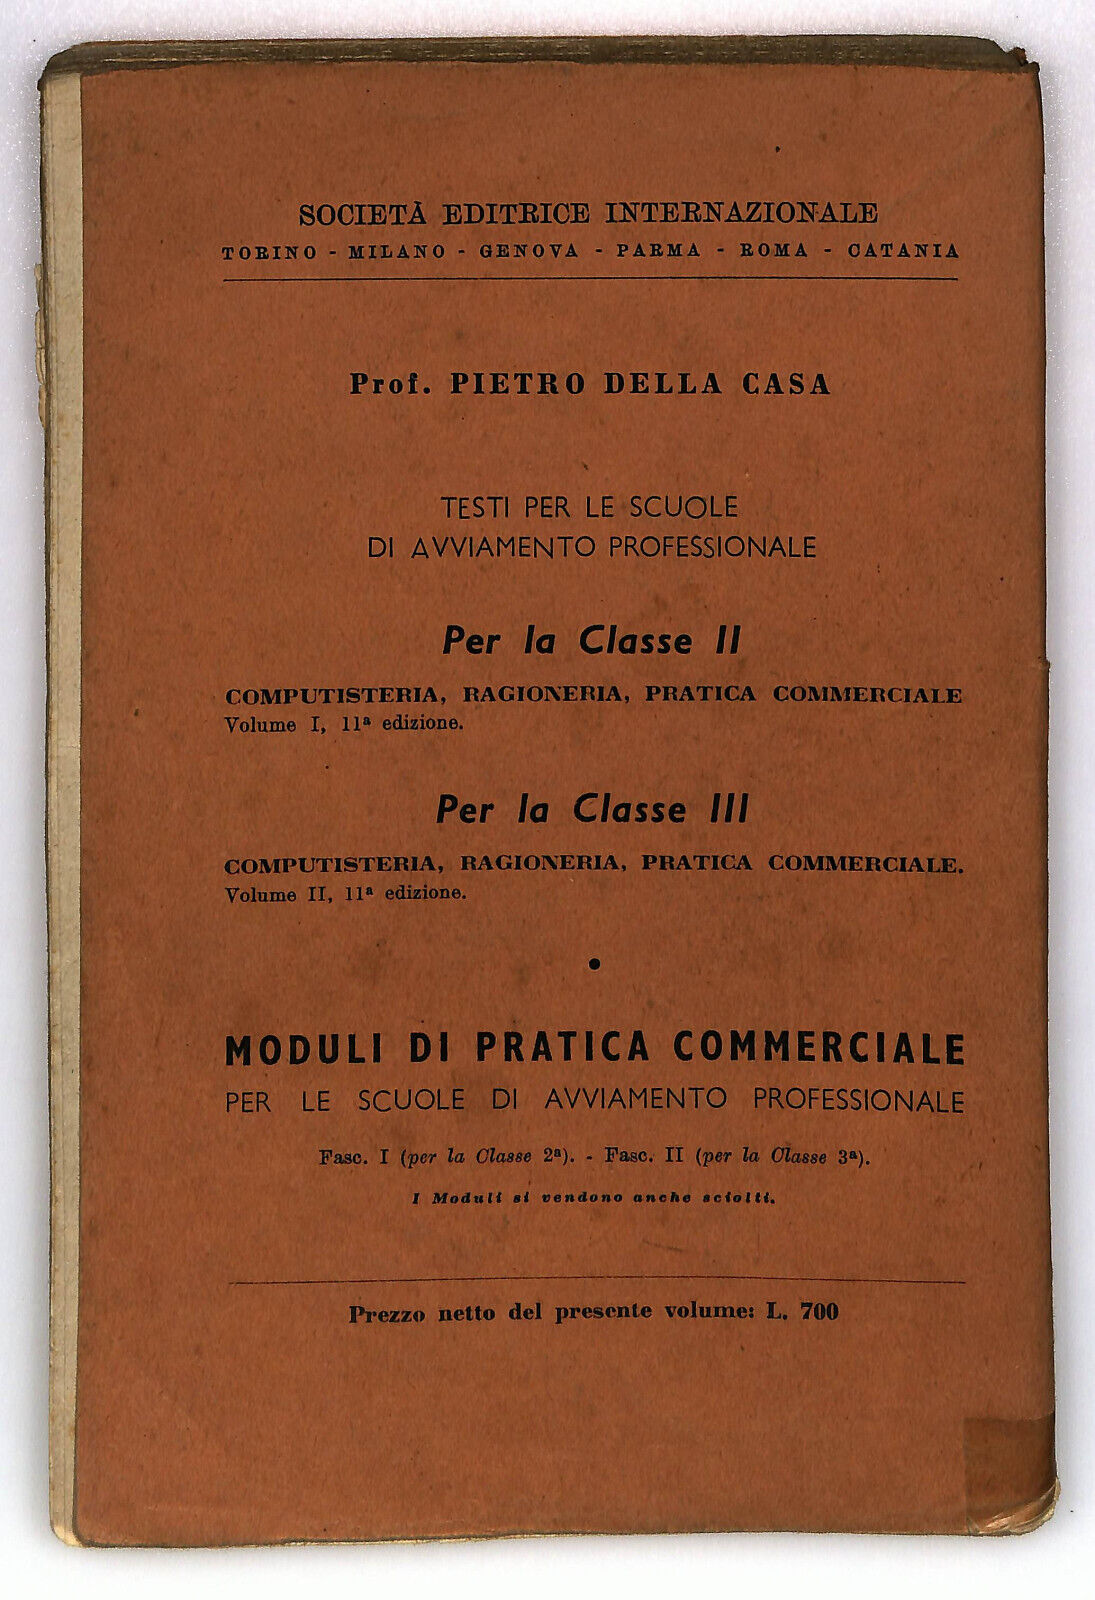 SOCIETÀ EDITRICE INTERNAZIONALE
TORINO - MILANO - GENOVA - PARMA - ROMA - CATANIA
Prof. PIETRO DELLA CASA
TESTI PER LE SCUOLE
DI AVVIAMENTO PROFESSIONALE
Per la Classe II
COMPUTISTERIA, RAGIONERIA, PRATICA COMMERCIALE
Volume I, 11ª edizione.
Per la Classe III
COMPUTISTERIA, RAGIONERIA, PRATICA COMMERCIALE.
Volume II, 11ª edizione.
•
MODULI DI PRATICA COMMERCIALE
PER LE SCUOLE DI AVVIAMENTO PROFESSIONALE
Fasc. I (per la Classe 2ª). - Fasc. II (per la Classe 3ª).
I Moduli si vendono anche sciolti.
Prezzo netto del presente volume: L. 700